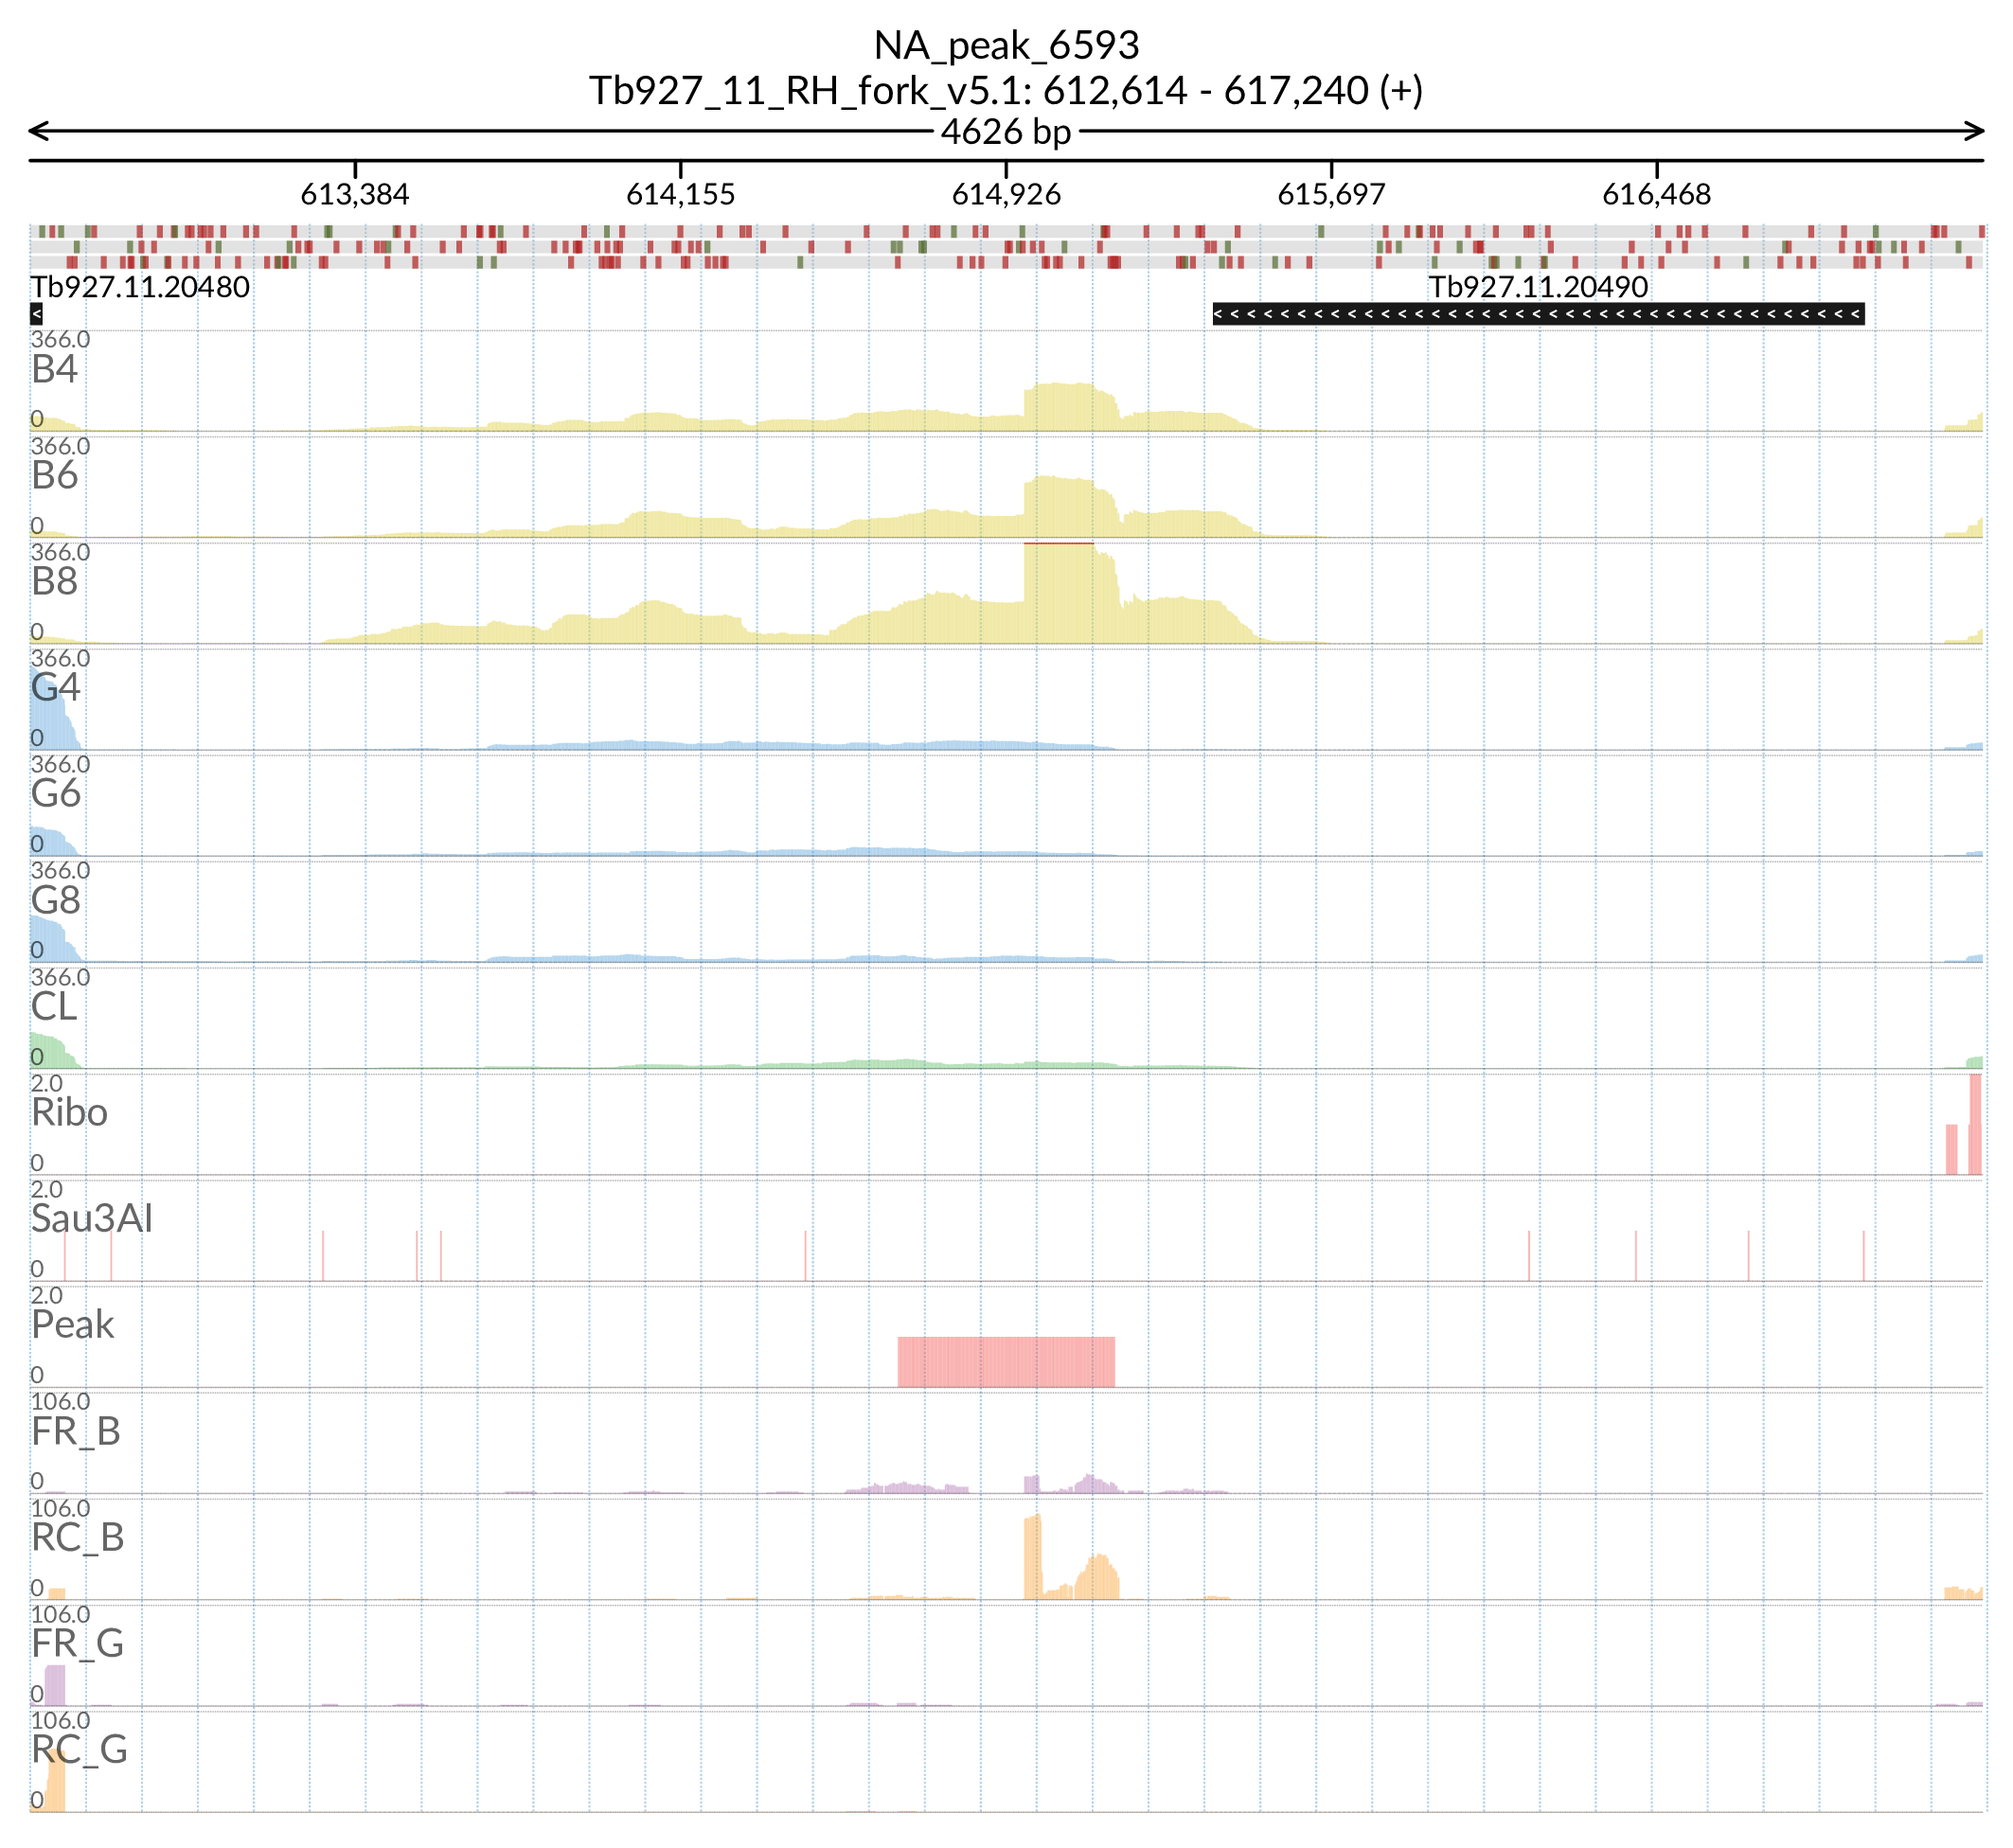 NA_peak_6593
Tb927_11_RH_fork_v5.1: 612,614 - 617,240 (+)
4626 bp
613,384 614,155 614,926 615,697 616,468
Tb927.11.20480 Tb927.11.20490
366.0
B4
0
366.0
B6
0
366.0
B8
0
366.0
G4
0
366.0
G6
0
366.0
G8
0
366.0
CL
0
2.0
Ribo
0
2.0
Sau3AI
0
2.0
Peak
0
106.0
FR_B
0
106.0
RC_B
0
106.0
FR_G
0
106.0
RC_G
0